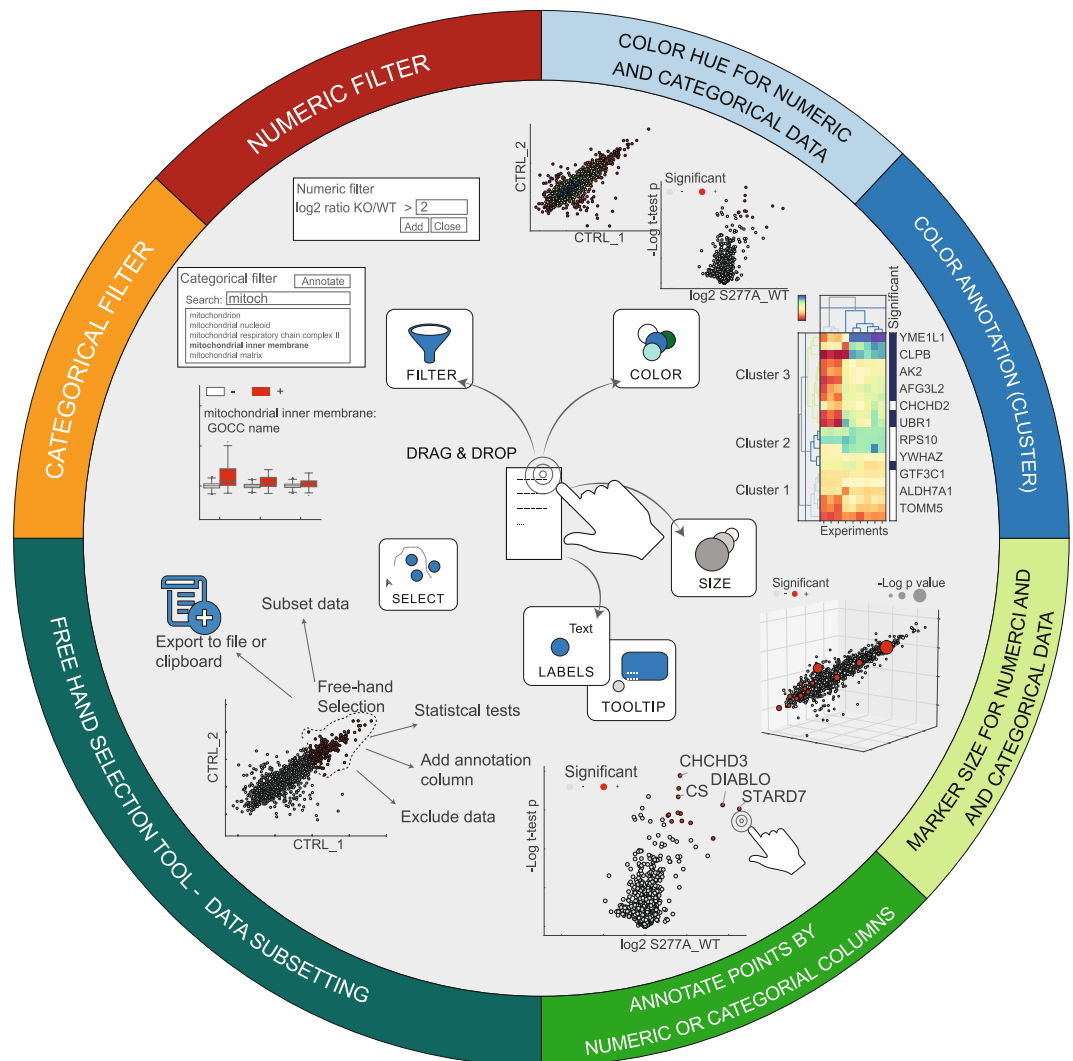 NUMERIC FILTER
COLOR HUE FOR NUMERIC
AND CATEGORICAL DATA
COLOR ANNOTATION (CLUSTER)
MARKER SIZE FOR NUMERCI AND
AND CATEGORICAL DATA
ANNOTATE POINTS BY
NUMERIC OR CATEGORIAL COLUMNS
FREE HAND SELECTION TOOL - DATA SUBSETTING
CATEGORICAL FILTER
Numeric filter
log2 ratio KO/WT > 2
Add Close
CTRL_2
CTRL_1
Significant
- +
-Log t-test p
log2 S277A_WT
Categorical filter Annotate
Search: mitoch
mitochondrion
mitochondrial nucleoid
mitochondrial respiratory chain complex II
mitochondrial inner membrane
mitochondrial matrix
- +
mitochondrial inner membrane:
GOCC name
FILTER
COLOR
DRAG & DROP
SIZE
SELECT
Text
LABELS
TOOLTIP
Significant
Cluster 3
Cluster 2
Cluster 1
YME1L1
CLPB
AK2
AFG3L2
CHCHD2
UBR1
RPS10
YWHAZ
GTF3C1
ALDH7A1
TOMM5
Experiments
Significant
- +
-Log p value
Subset data
Export to file or
clipboard
Free-hand
Selection
Statistcal tests
Add annotation
column
Exclude data
CTRL_2
CTRL_1
Significant
- +
CHCHD3
DIABLO
CS
STARD7
-Log t-test p
log2 S277A_WT